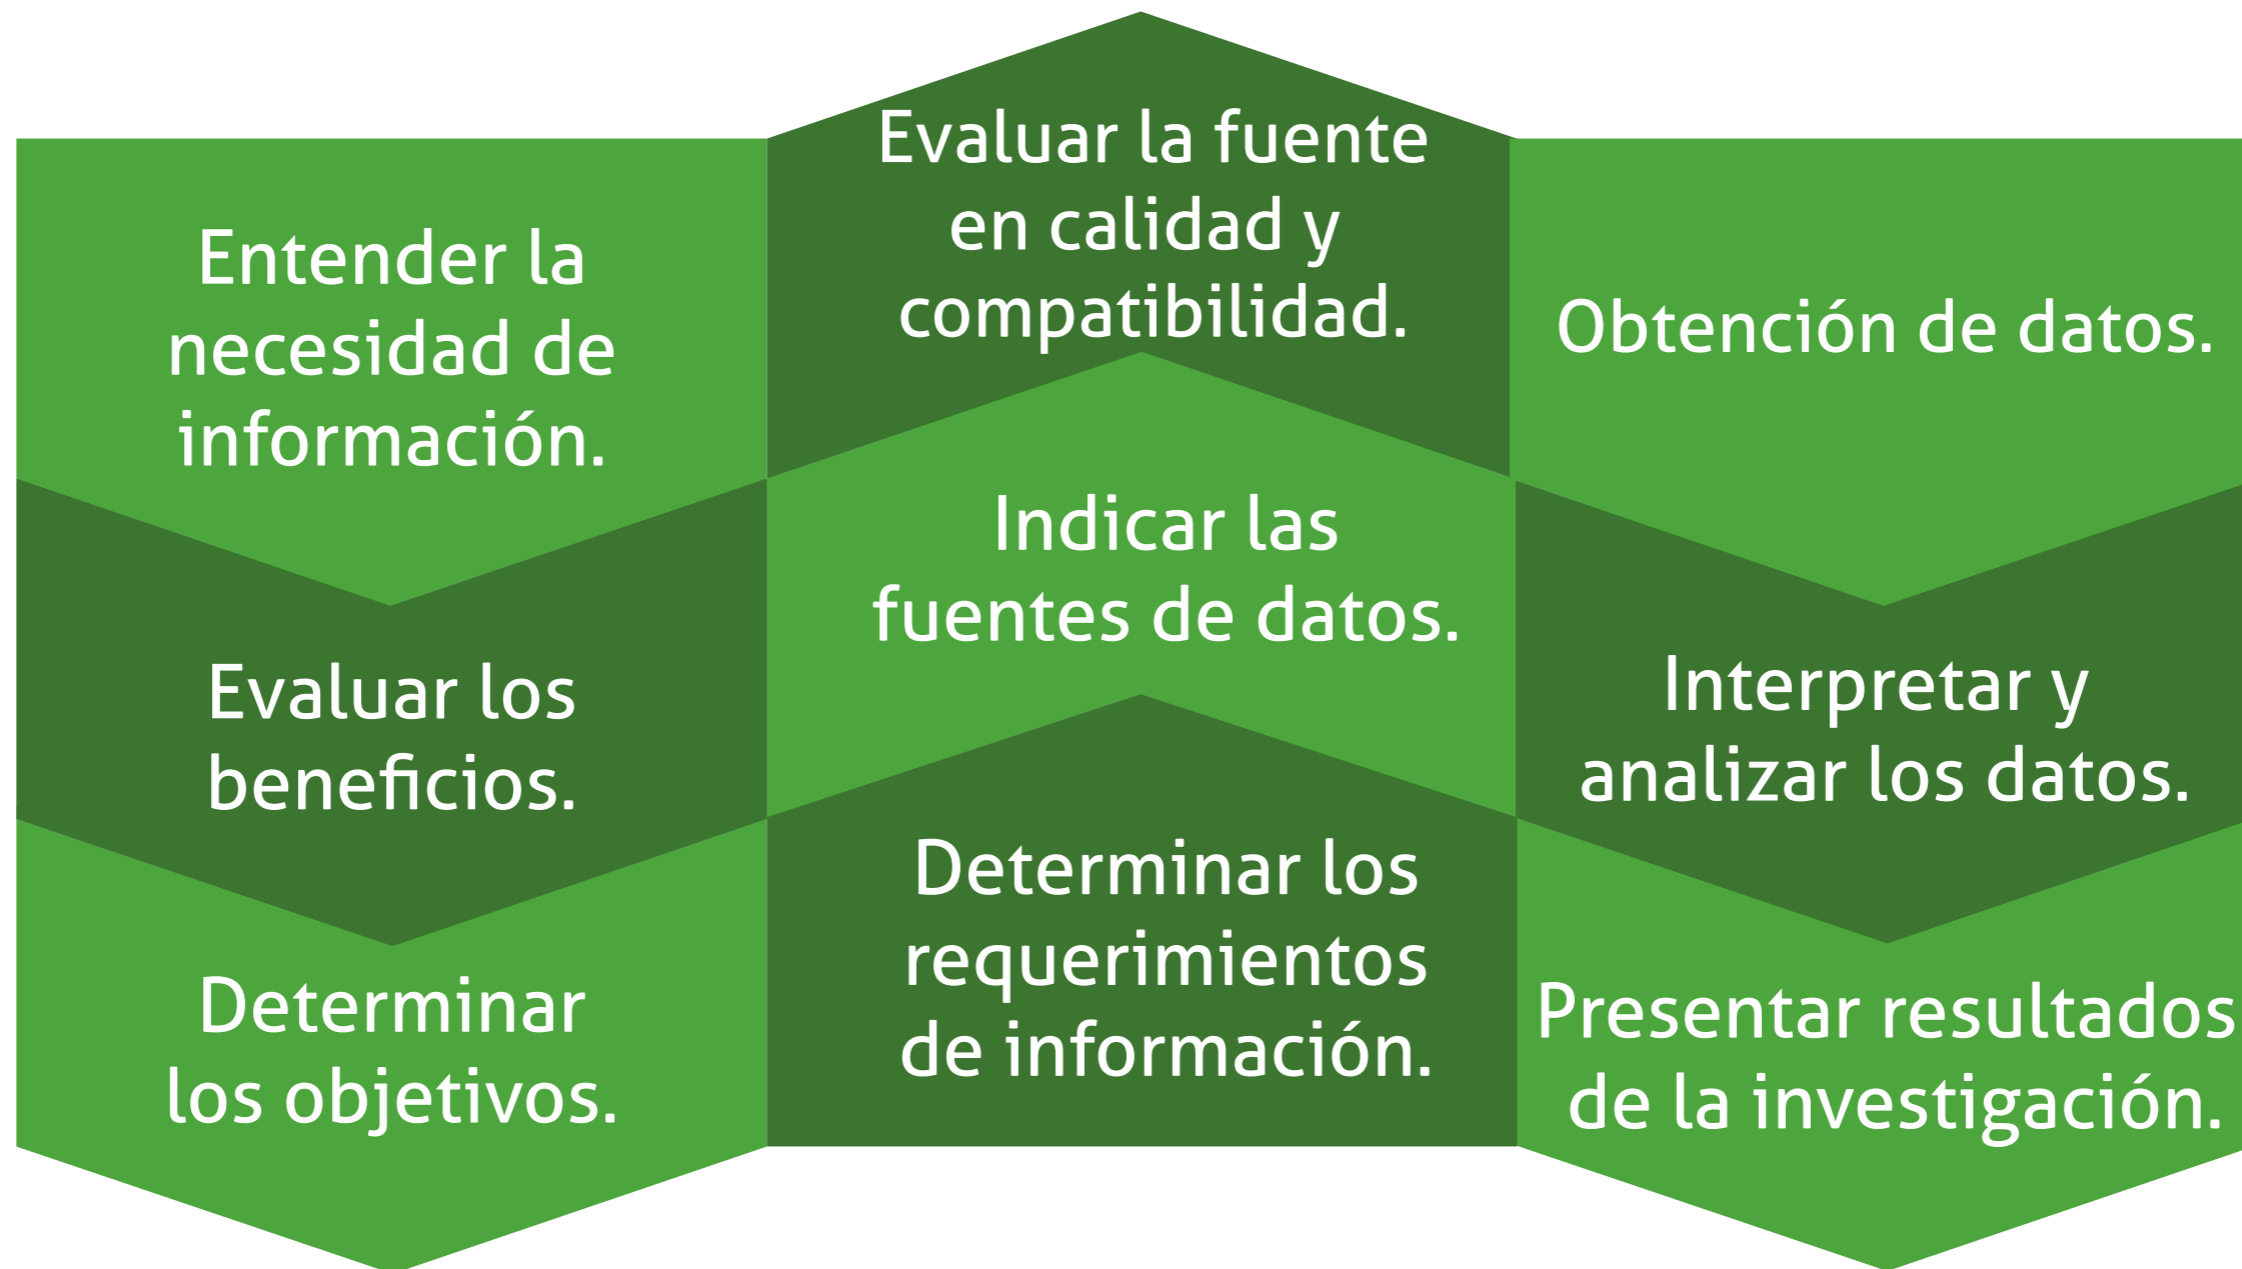 Entender la
necesidad de
información.
Evaluar los
beneficios.
Determinar
los objetivos.
Determinar los
requerimientos
de información.
Indicar las
fuentes de datos.
Evaluar la fuente
en calidad y
compatibilidad.
Obtención de datos.
Interpretar y
analizar los datos.
Presentar resultados
de la investigación.